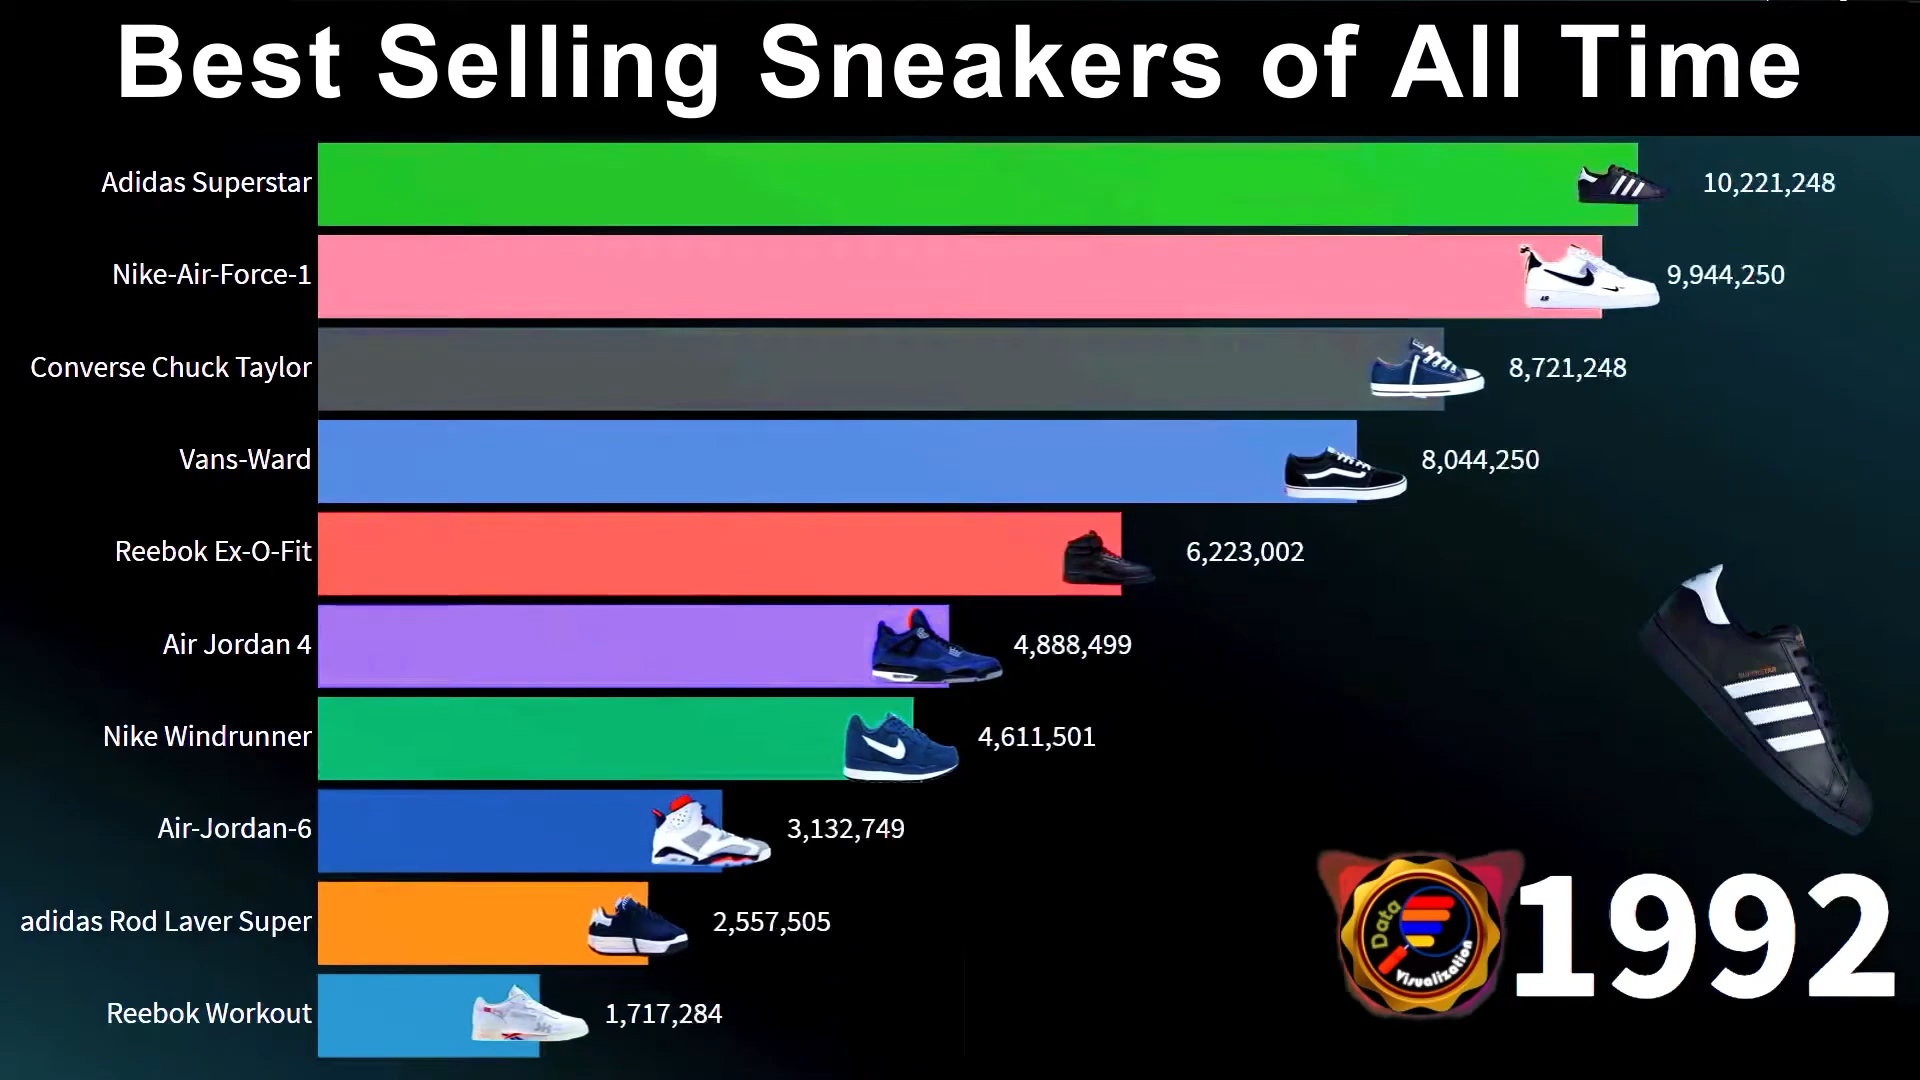 Best Selling Sneakers of All Time
Adidas Superstar 10,221,248
Nike-Air-Force-1 9,944,250
Converse Chuck Taylor 8,721,248
Vans-Ward 8,044,250
Reebok Ex-O-Fit 6,223,002
Air Jordan 4 4,888,499
Nike Windrunner 4,611,501
Air-Jordan-6 3,132,749
adidas Rod Laver Super 2,557,505
Reebok Workout 1,717,284
SUPERSTAR
AIR
Data
Visualization
1992